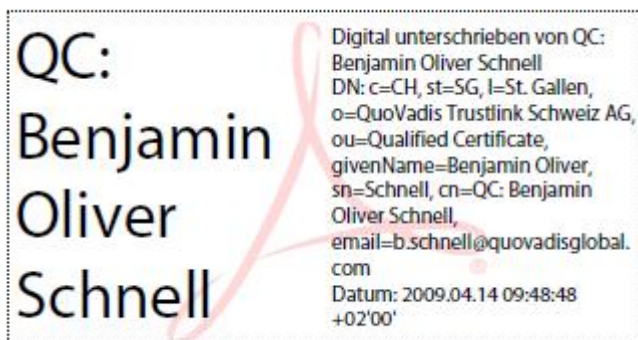 QC:
Benjamin
Oliver
Schnell
Digital unterschrieben von QC:
Benjamin Oliver Schnell
DN: c=CH, st=SG, l=St. Gallen,
o=QuoVadis Trustlink Schweiz AG,
ou=Qualified Certificate,
givenName=Benjamin Oliver,
sn=Schnell, cn=QC: Benjamin
Oliver Schnell,
email=b.schnell@quovadisglobal.
com
Datum: 2009.04.14 09:48:48
+02'00'